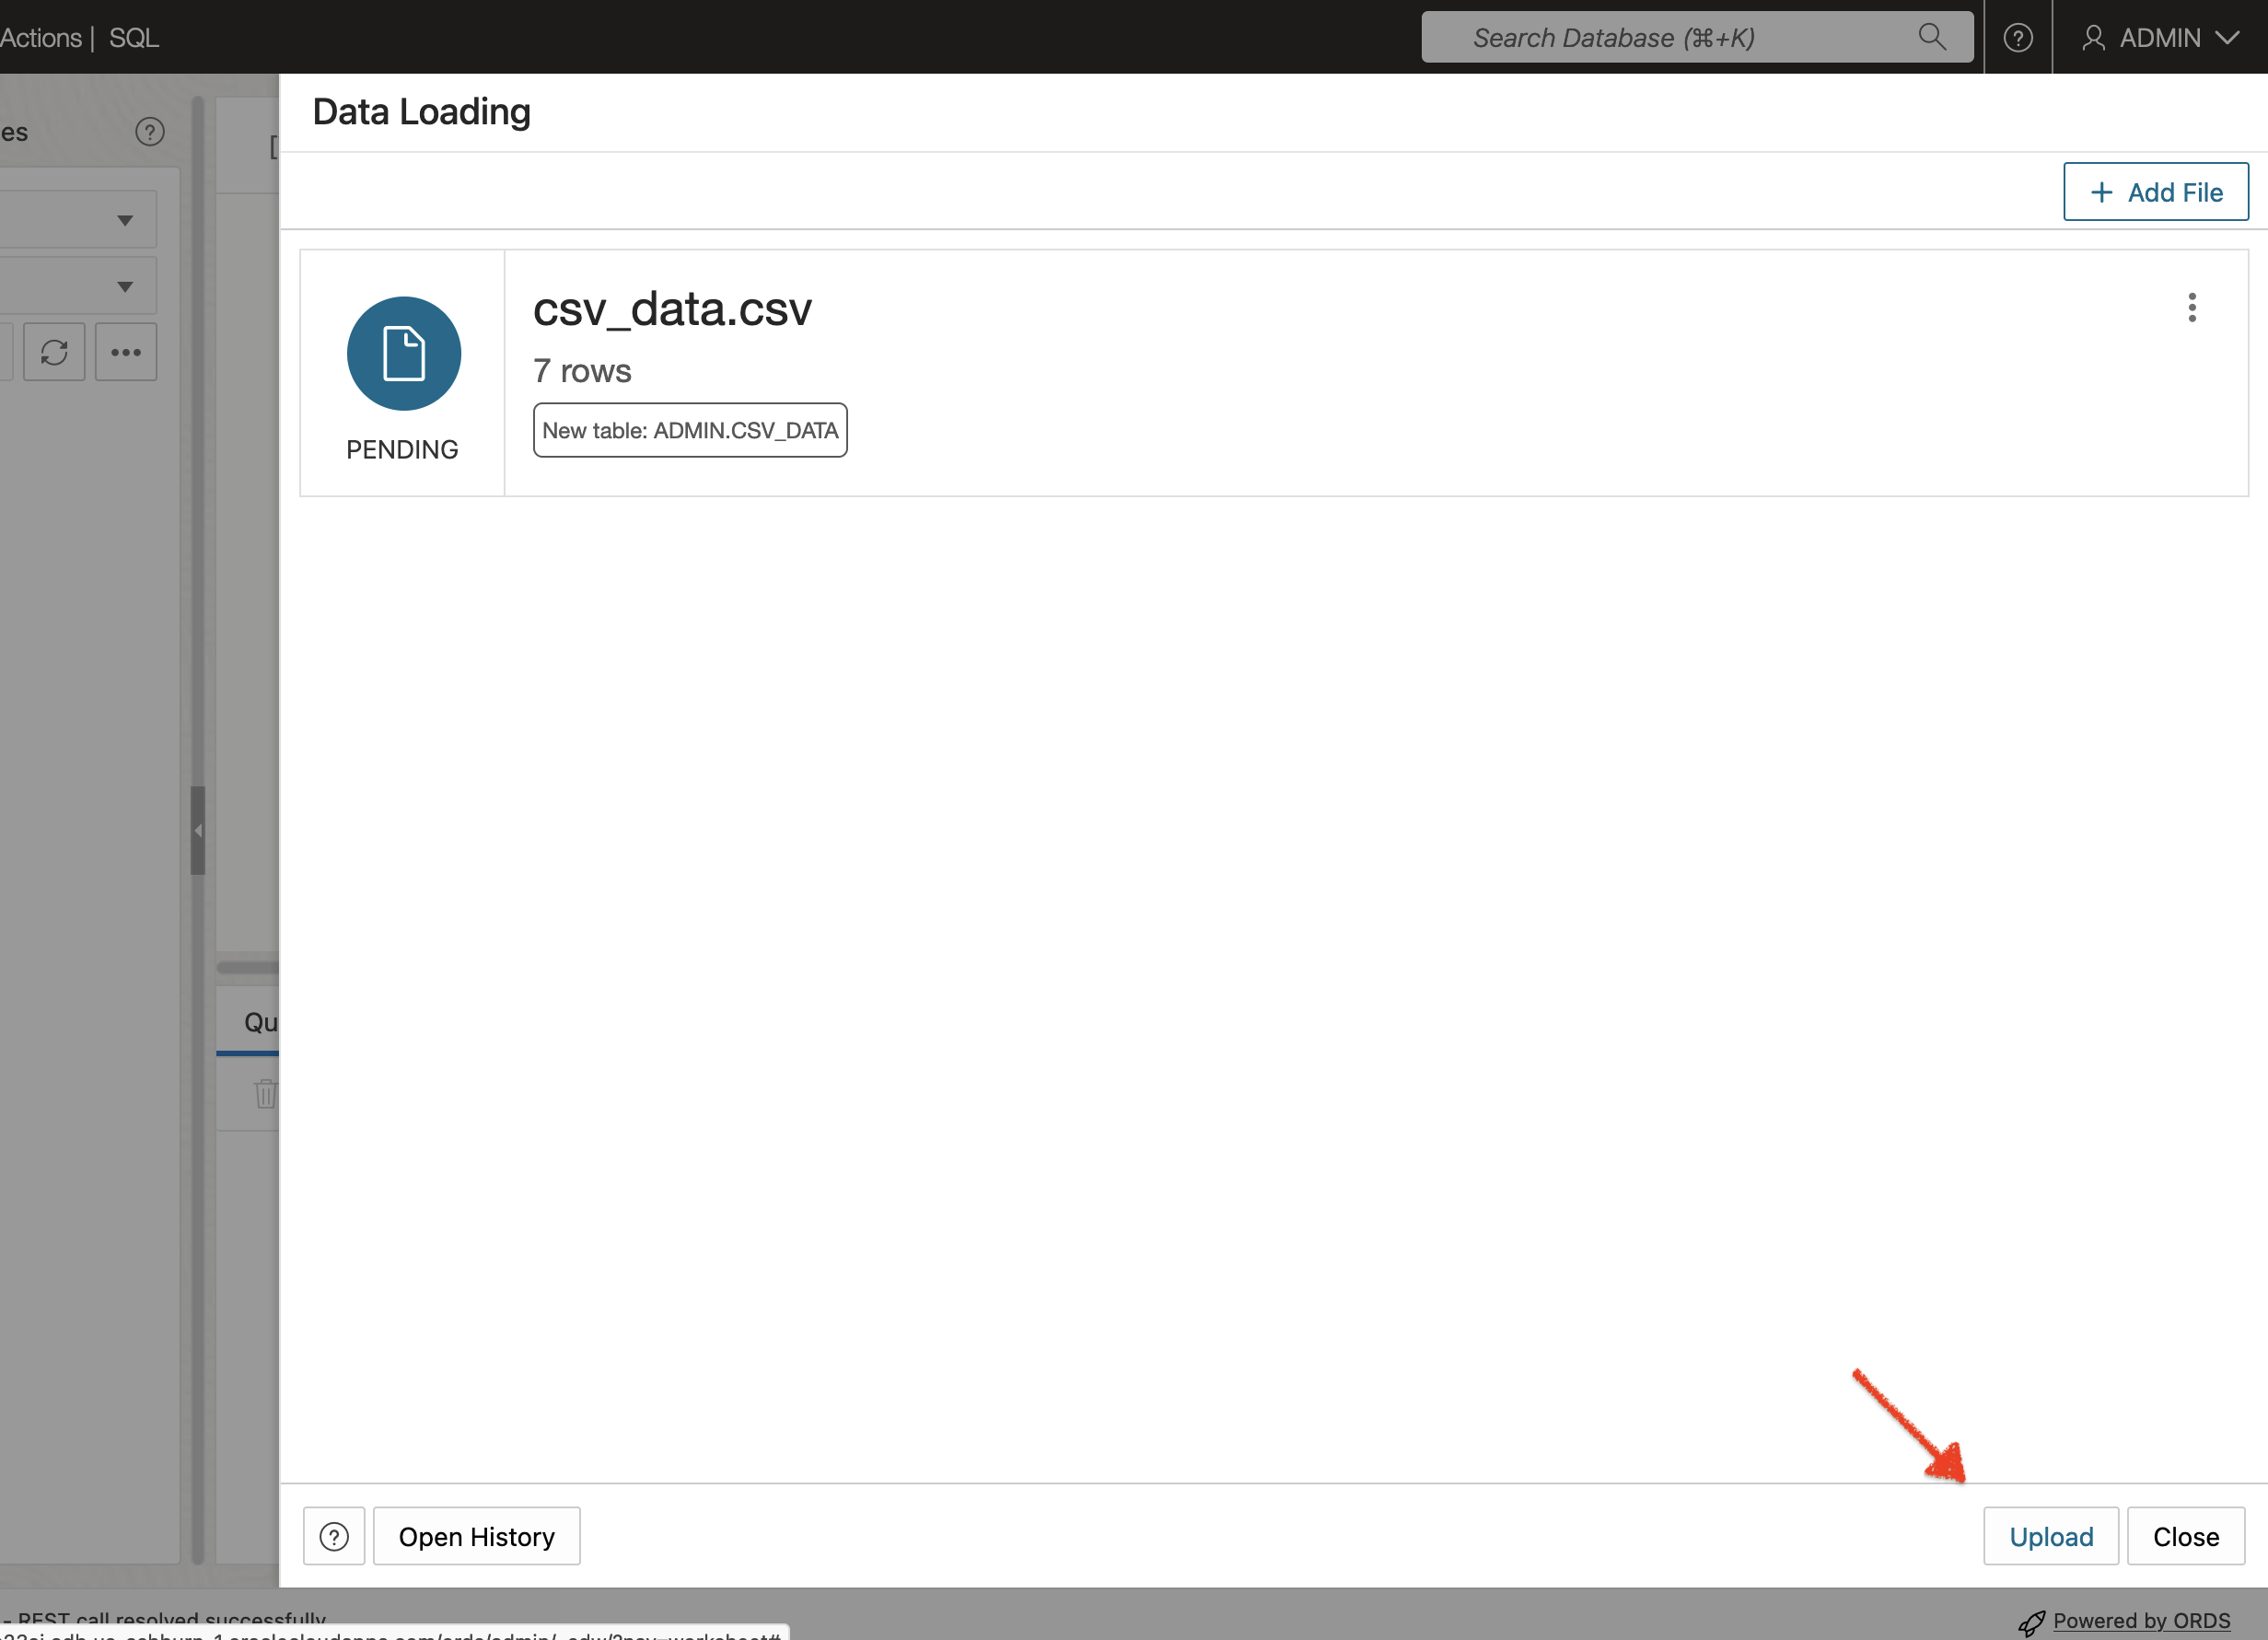 Actions | SQL
Search Database (⌘+K)
ADMIN
es
Data Loading
+ Add File
csv_data.csv
7 rows
New table: ADMIN.CSV_DATA
PENDING
Qu
Open History
Upload
Close
- REST call resolved successfully
Powered by ORDS